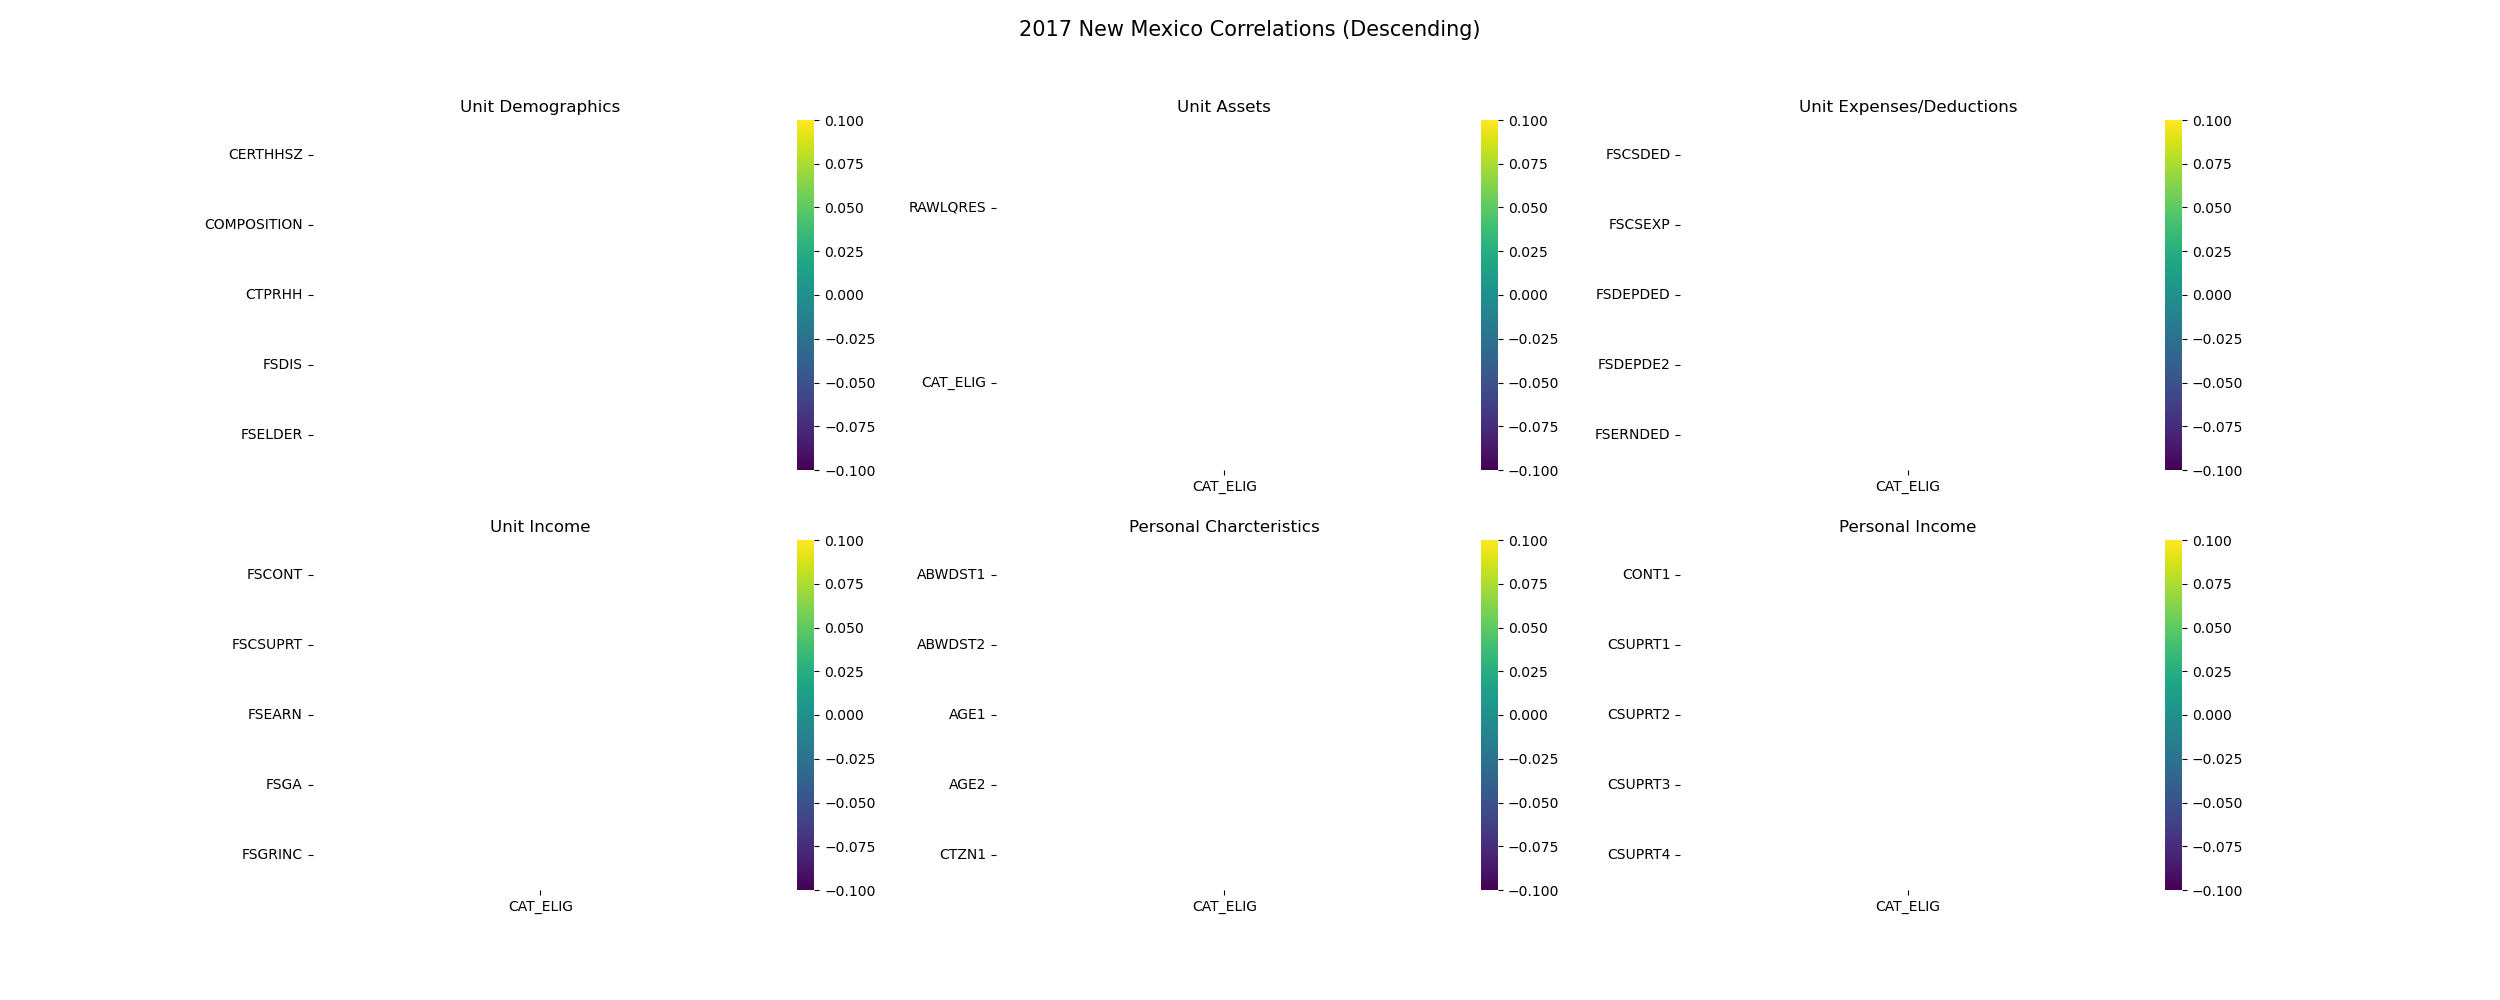 2017 New Mexico Correlations (Descending)
Unit Demographics
CERTHHSZ
COMPOSITION
CTPRHH
FSDIS
FSELDER
0.100
0.075
0.050
0.025
0.000
−0.025
−0.050
−0.075
−0.100
Unit Assets
RAWLQRES
CAT_ELIG
CAT_ELIG
0.100
0.075
0.050
0.025
0.000
−0.025
−0.050
−0.075
−0.100
Unit Expenses/Deductions
FSCSDED
FSCSEXP
FSDEPDED
FSDEPDE2
FSERNDED
CAT_ELIG
0.100
0.075
0.050
0.025
0.000
−0.025
−0.050
−0.075
−0.100
Unit Income
FSCONT
FSCSUPRT
FSEARN
FSGA
FSGRINC
CAT_ELIG
0.100
0.075
0.050
0.025
0.000
−0.025
−0.050
−0.075
−0.100
Personal Charcteristics
ABWDST1
ABWDST2
AGE1
AGE2
CTZN1
CAT_ELIG
0.100
0.075
0.050
0.025
0.000
−0.025
−0.050
−0.075
−0.100
Personal Income
CONT1
CSUPRT1
CSUPRT2
CSUPRT3
CSUPRT4
CAT_ELIG
0.100
0.075
0.050
0.025
0.000
−0.025
−0.050
−0.075
−0.100